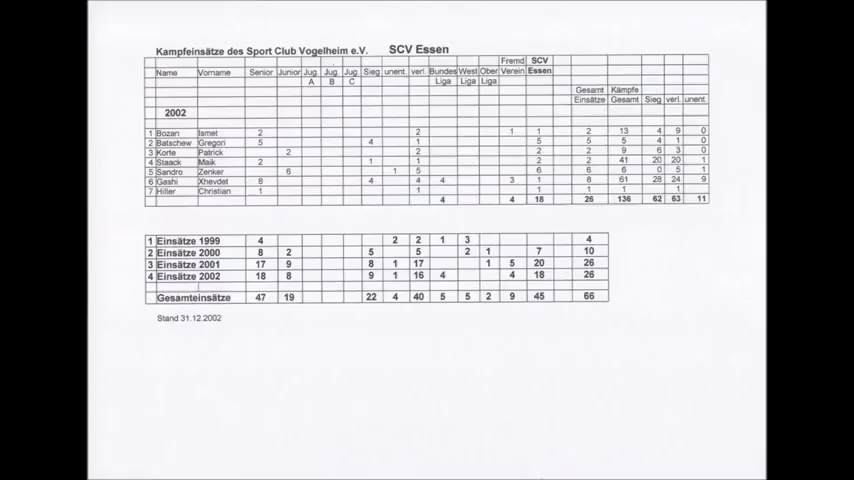 Kampfeinsätze des Sport Club Vogelheim e.V. SCV Essen
Fremd SCV
Name Vorname Senior Junior Jug. Jug. Jug. Sieg unent. verl. Bundes West Ober Verein Essen
A B C Liga Liga Liga
Gesamt Kämpfe
Einsätze Gesamt Sieg verl. unent.
2002
1 Bozan Ismet 2 2 1 1 2 13 4 9 0
2 Batschew Gregori 5 4 1 5 5 5 4 1 0
3 Korte Patrick 2 2 2 2 9 6 3 0
4 Staack Maik 2 1 1 2 2 41 20 20 1
5 Sandro Zenker 6 1 5 6 6 6 0 5 1
6 Gashi Xhevdet 8 4 4 4 3 1 8 61 28 24 9
7 Hiller Christian 1 1 1 1 1 1
4 4 18 26 136 62 63 11
1 Einsätze 1999 4 2 2 1 3 4
2 Einsätze 2000 8 2 5 5 2 1 7 10
3 Einsätze 2001 17 9 8 1 17 1 5 20 26
4 Einsätze 2002 18 8 9 1 16 4 4 18 26
Gesamteinsätze 47 19 22 4 40 5 5 2 9 45 66
Stand 31.12.2002